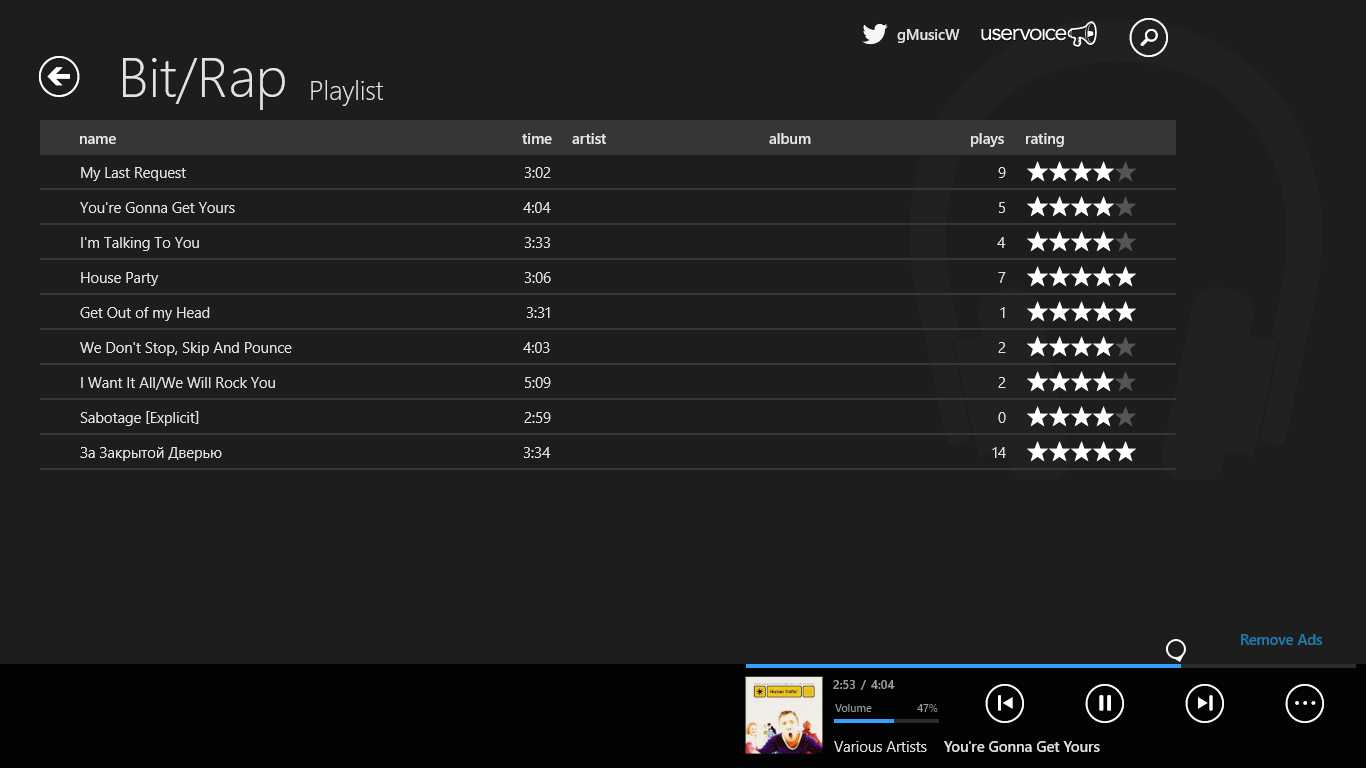 gMusicW uservoice
Bit/Rap Playlist
name time artist album plays rating
My Last Request 3:02 9
You're Gonna Get Yours 4:04 5
I'm Talking To You 3:33 4
House Party 3:06 7
Get Out of my Head 3:31 1
We Don't Stop, Skip And Pounce 4:03 2
I Want It All/We Will Rock You 5:09 2
Sabotage [Explicit] 2:59 0
За Закрытой Дверью 3:34 14
Remove Ads
2:53 / 4:04
Human Traffic
Volume 47%
Various Artists You're Gonna Get Yours